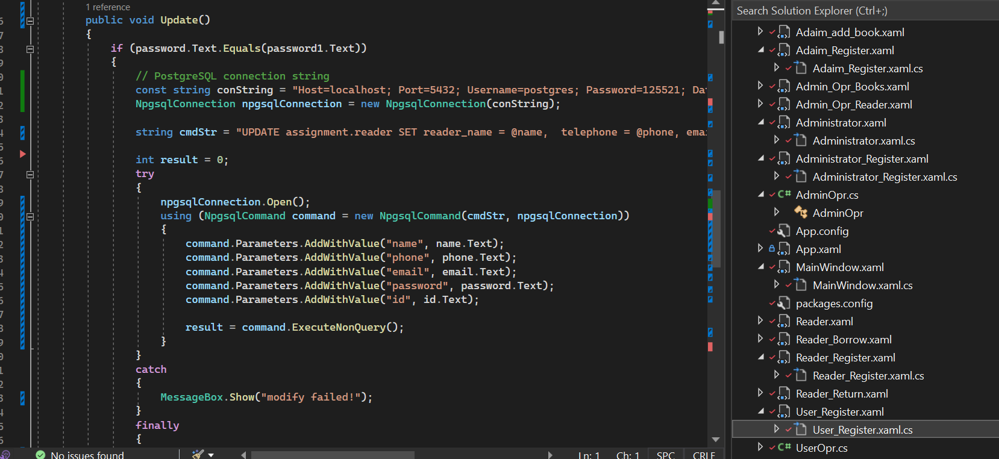 1 reference
public void Update()
{
if (password.Text.Equals(password1.Text))
{
// PostgreSQL connection string
const string conString = "Host=localhost; Port=5432; Username=postgres; Password=125521; Da
NpgsqlConnection npgsqlConnection = new NpgsqlConnection(conString);
string cmdStr = "UPDATE assignment.reader SET reader_name = @name,  telephone = @phone, ema
int result = 0;
try
{
npgsqlConnection.Open();
using (NpgsqlCommand command = new NpgsqlCommand(cmdStr, npgsqlConnection))
{
command.Parameters.AddWithValue("name", name.Text);
command.Parameters.AddWithValue("phone", phone.Text);
command.Parameters.AddWithValue("email", email.Text);
command.Parameters.AddWithValue("password", password.Text);
command.Parameters.AddWithValue("id", id.Text);
result = command.ExecuteNonQuery();
}
}
catch
{
MessageBox.Show("modify failed!");
}
finally
{
No issues found
Ln: 1 Ch: 1 SPC CRLF
Search Solution Explorer (Ctrl+;)
Adaim_add_book.xaml
Adaim_Register.xaml
Adaim_Register.xaml.cs
Admin_Opr_Books.xaml
Admin_Opr_Reader.xaml
Administrator.xaml
Administrator.xaml.cs
Administrator_Register.xaml
Administrator_Register.xaml.cs
C# AdminOpr.cs
AdminOpr
App.config
App.xaml
MainWindow.xaml
MainWindow.xaml.cs
packages.config
Reader.xaml
Reader_Borrow.xaml
Reader_Register.xaml
Reader_Register.xaml.cs
Reader_Return.xaml
User_Register.xaml
User_Register.xaml.cs
C# UserOpr.cs